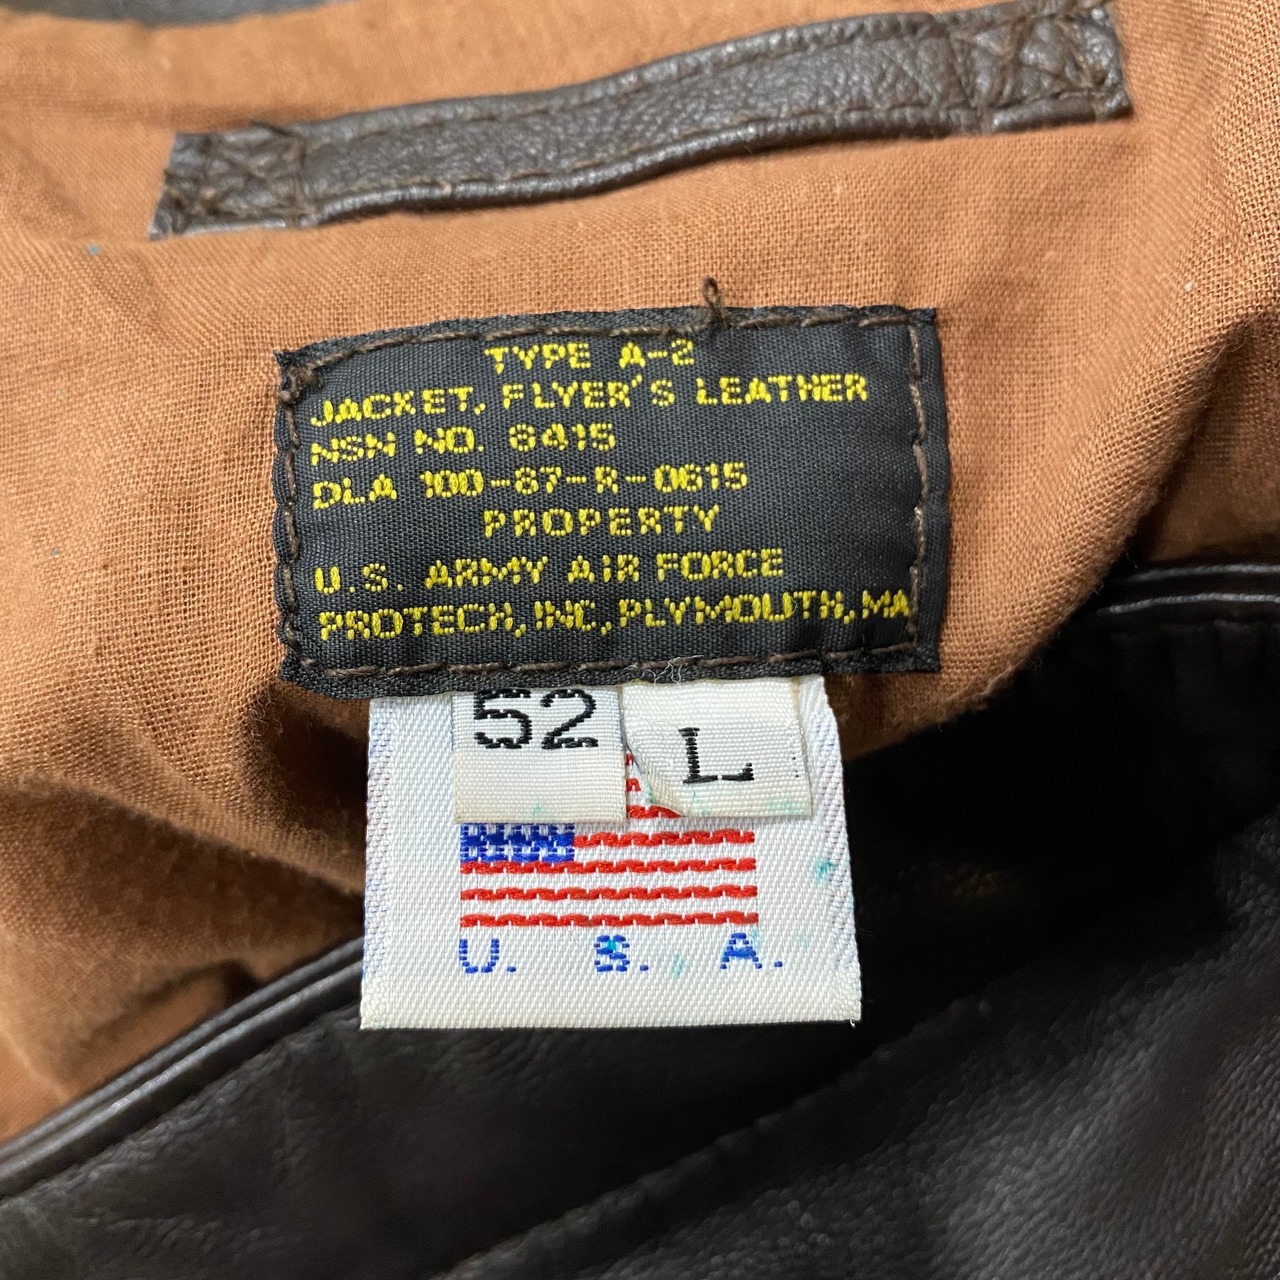 TYPE A-2
JACKET, FLYER'S LEATHER
NSN NO. 8415
DLA 100-87-R-0615
PROPERTY
U.S. ARMY AIR FORCE
PROTECH, INC, PLYMOUTH, MA
52 L
U. S. A.